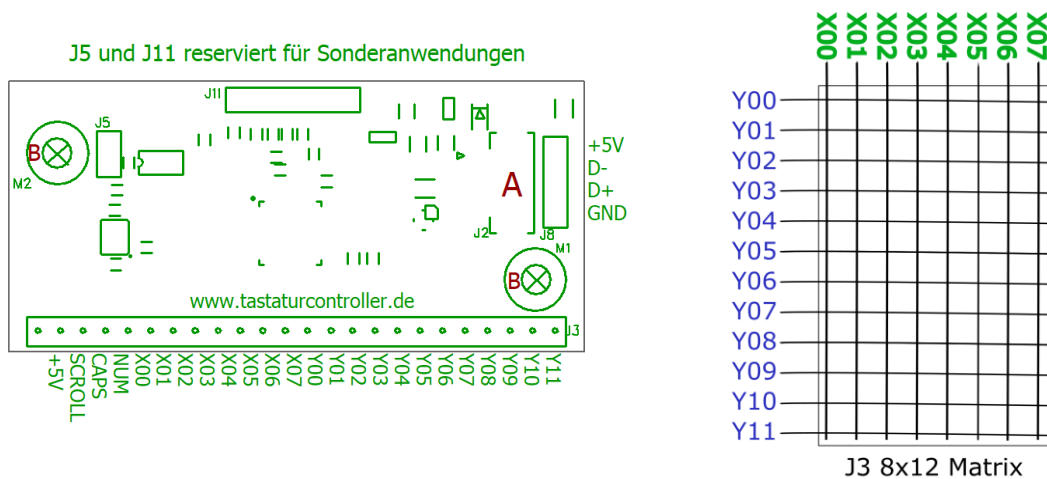 J5 und J11 reserviert für Sonderanwendungen
J11
J5
B
M2
A
+5V
D-
D+
GND
J2
J8
M1
B
www.tastaturcontroller.de
J3
+5V
SCROLL
CAPS
NUM
X00
X01
X02
X03
X04
X05
X06
X07
Y00
Y01
Y02
Y03
Y04
Y05
Y06
Y07
Y08
Y09
Y10
Y11
X00
X01
X02
X03
X04
X05
X06
X07
Y00
Y01
Y02
Y03
Y04
Y05
Y06
Y07
Y08
Y09
Y10
Y11
J3 8x12 Matrix